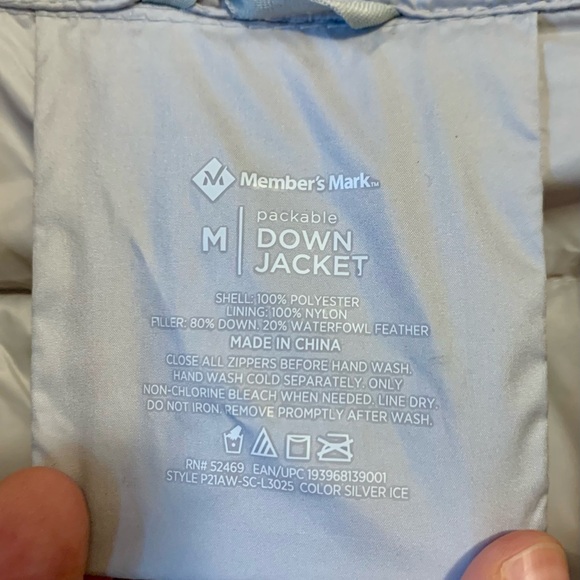 Member's Mark™
M
packable
DOWN
JACKET
SHELL: 100% POLYESTER
LINING: 100% NYLON
FILLER: 80% DOWN. 20% WATERFOWL FEATHER
MADE IN CHINA
CLOSE ALL ZIPPERS BEFORE HAND WASH.
HAND WASH COLD SEPARATELY. ONLY
NON-CHLORINE BLEACH WHEN NEEDED. LINE DRY.
DO NOT IRON. REMOVE PROMPTLY AFTER WASH.
RN# 52469 EAN/UPC 193968139001
STYLE P21AW-SC-L3025 COLOR SILVER ICE